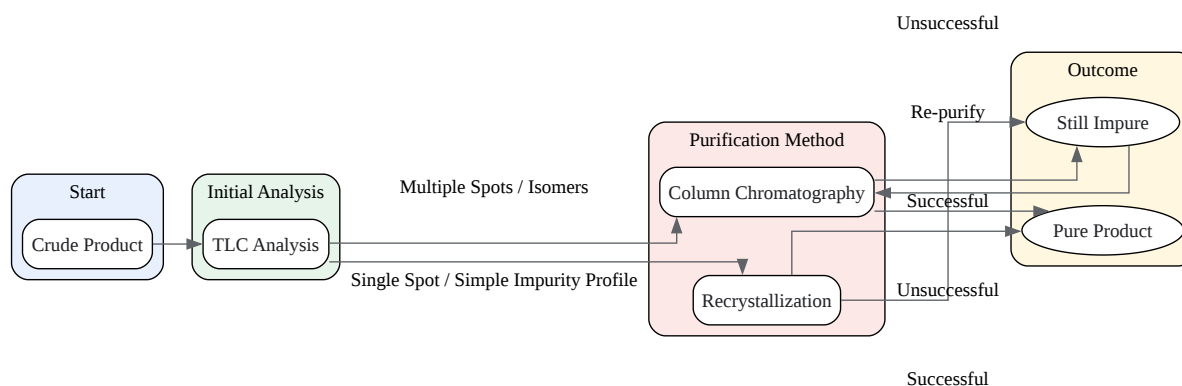 Unsuccessful
Outcome
Re-purify
Still Impure
Purification Method
Start
Initial Analysis
Multiple Spots / Isomers
Column Chromatography
Successful
Crude Product
TLC Analysis
Pure Product
Single Spot / Simple Impurity Profile
Recrystallization
Unsuccessful
Successful